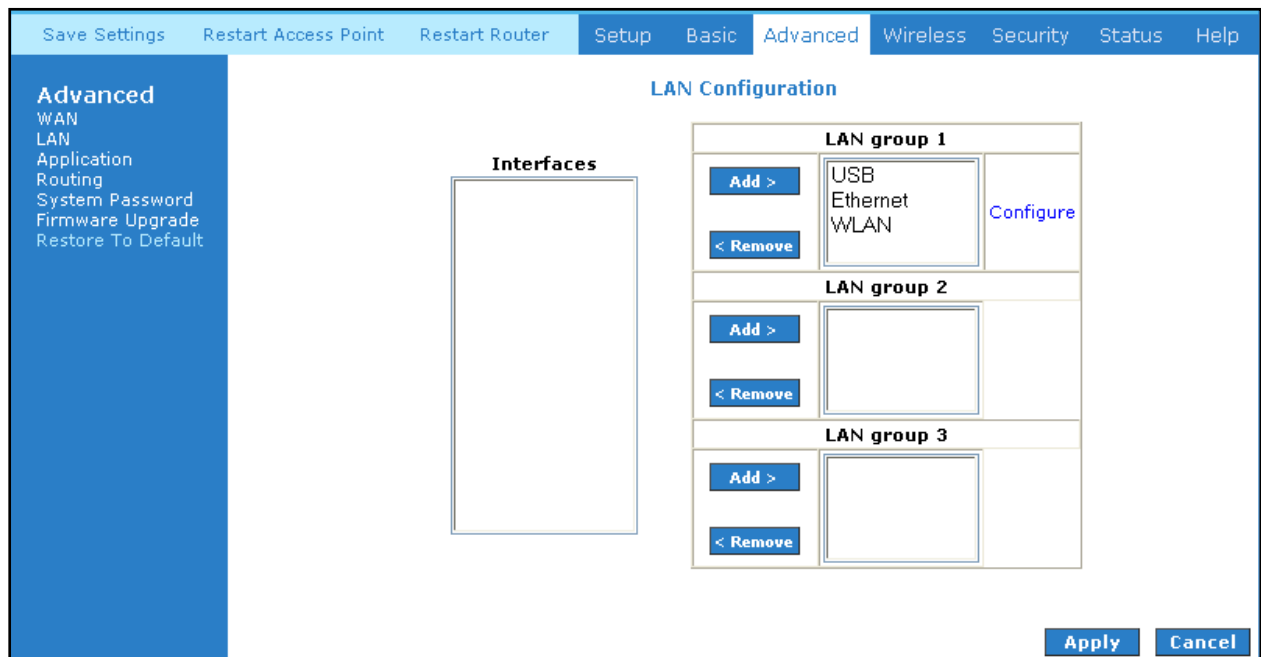 Save Settings Restart Access Point Restart Router Setup Basic Advanced Wireless Security Status Help
Advanced
WAN
LAN
Application
Routing
System Password
Firmware Upgrade
Restore To Default
LAN Configuration
Interfaces
LAN group 1
Add >
< Remove
USB
Ethernet
WLAN
Configure
LAN group 2
Add >
< Remove
LAN group 3
Add >
< Remove
Apply Cancel